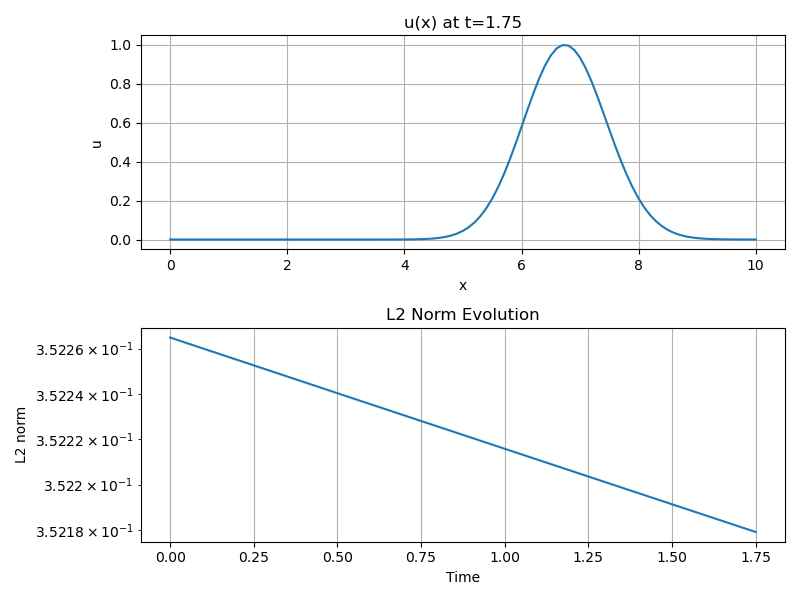 u(x) at t=1.75
1.0
0.8
0.6
0.4
0.2
0.0
u
0 2 4 6 8 10
x
L2 Norm Evolution
3.5226 × 10⁻¹
3.5224 × 10⁻¹
3.5222 × 10⁻¹
3.522 × 10⁻¹
3.5218 × 10⁻¹
L2 norm
0.00 0.25 0.50 0.75 1.00 1.25 1.50 1.75
Time